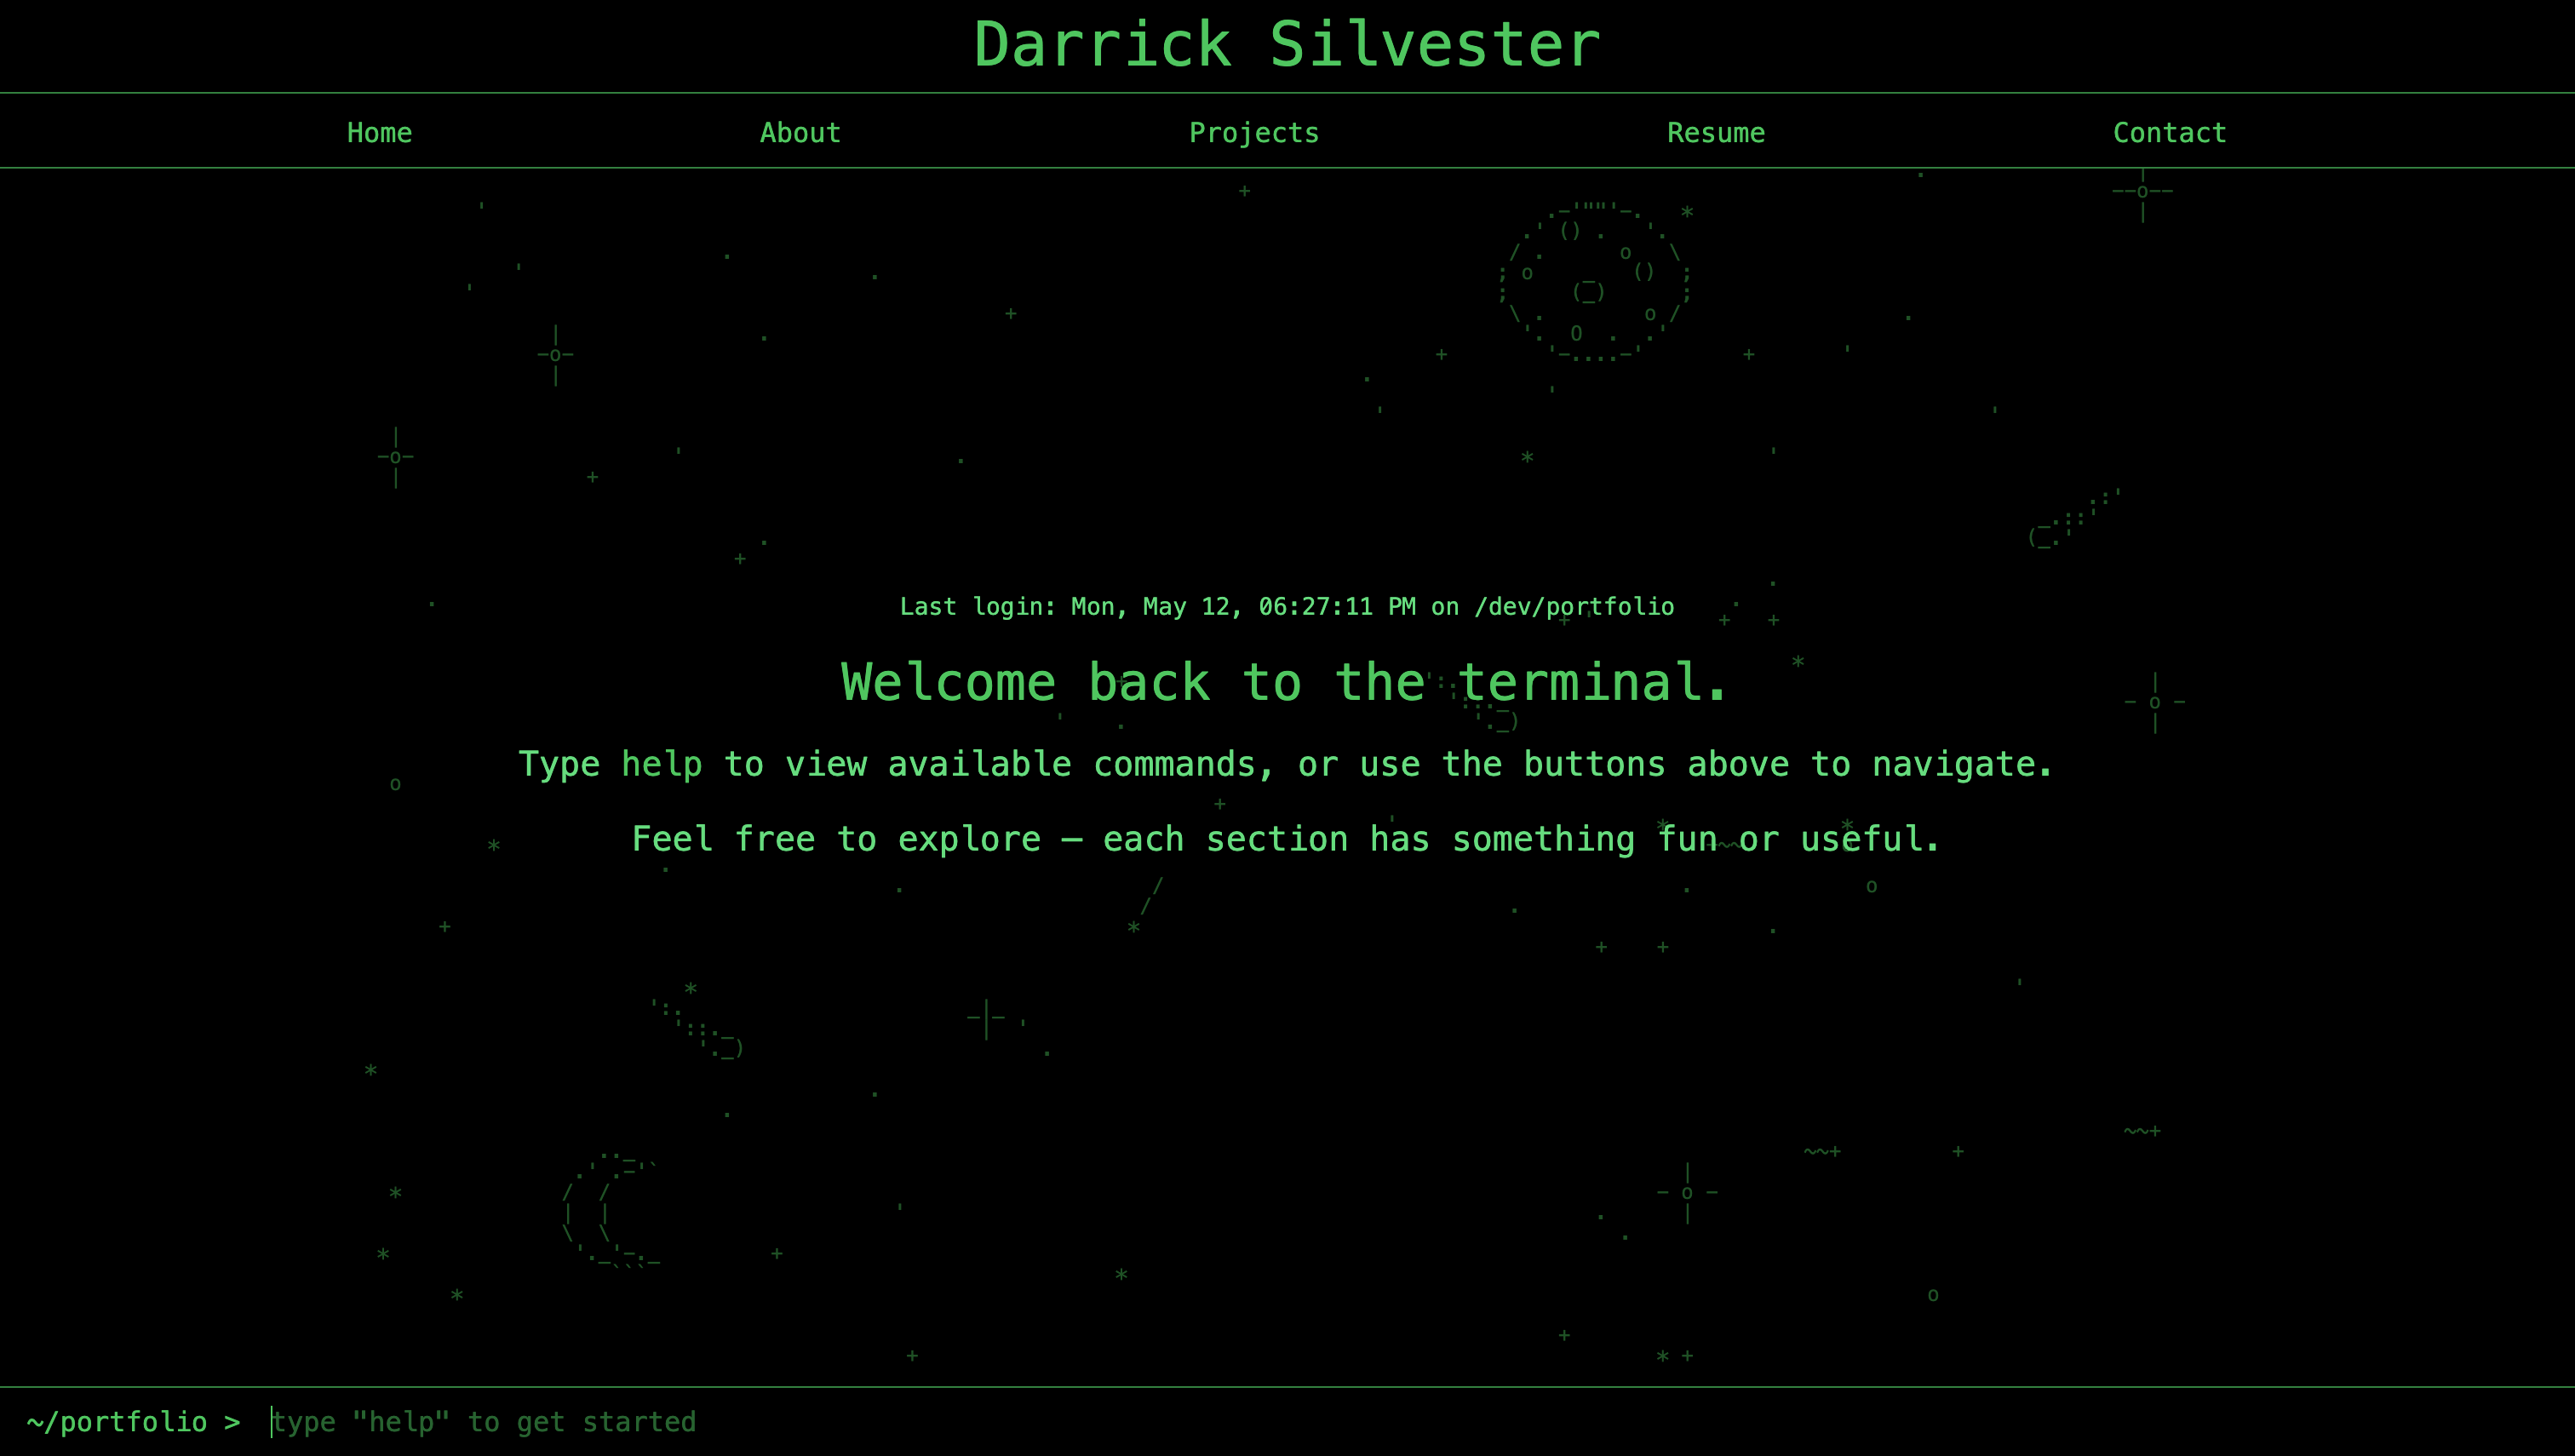 Darrick Silvester
Home About Projects Resume Contact
Last login: Mon, May 12, 06:27:11 PM on /dev/portfolio
Welcome back to the terminal.
Type help to view available commands, or use the buttons above to navigate.
Feel free to explore — each section has something fun or useful.
~/portfolio > type "help" to get started